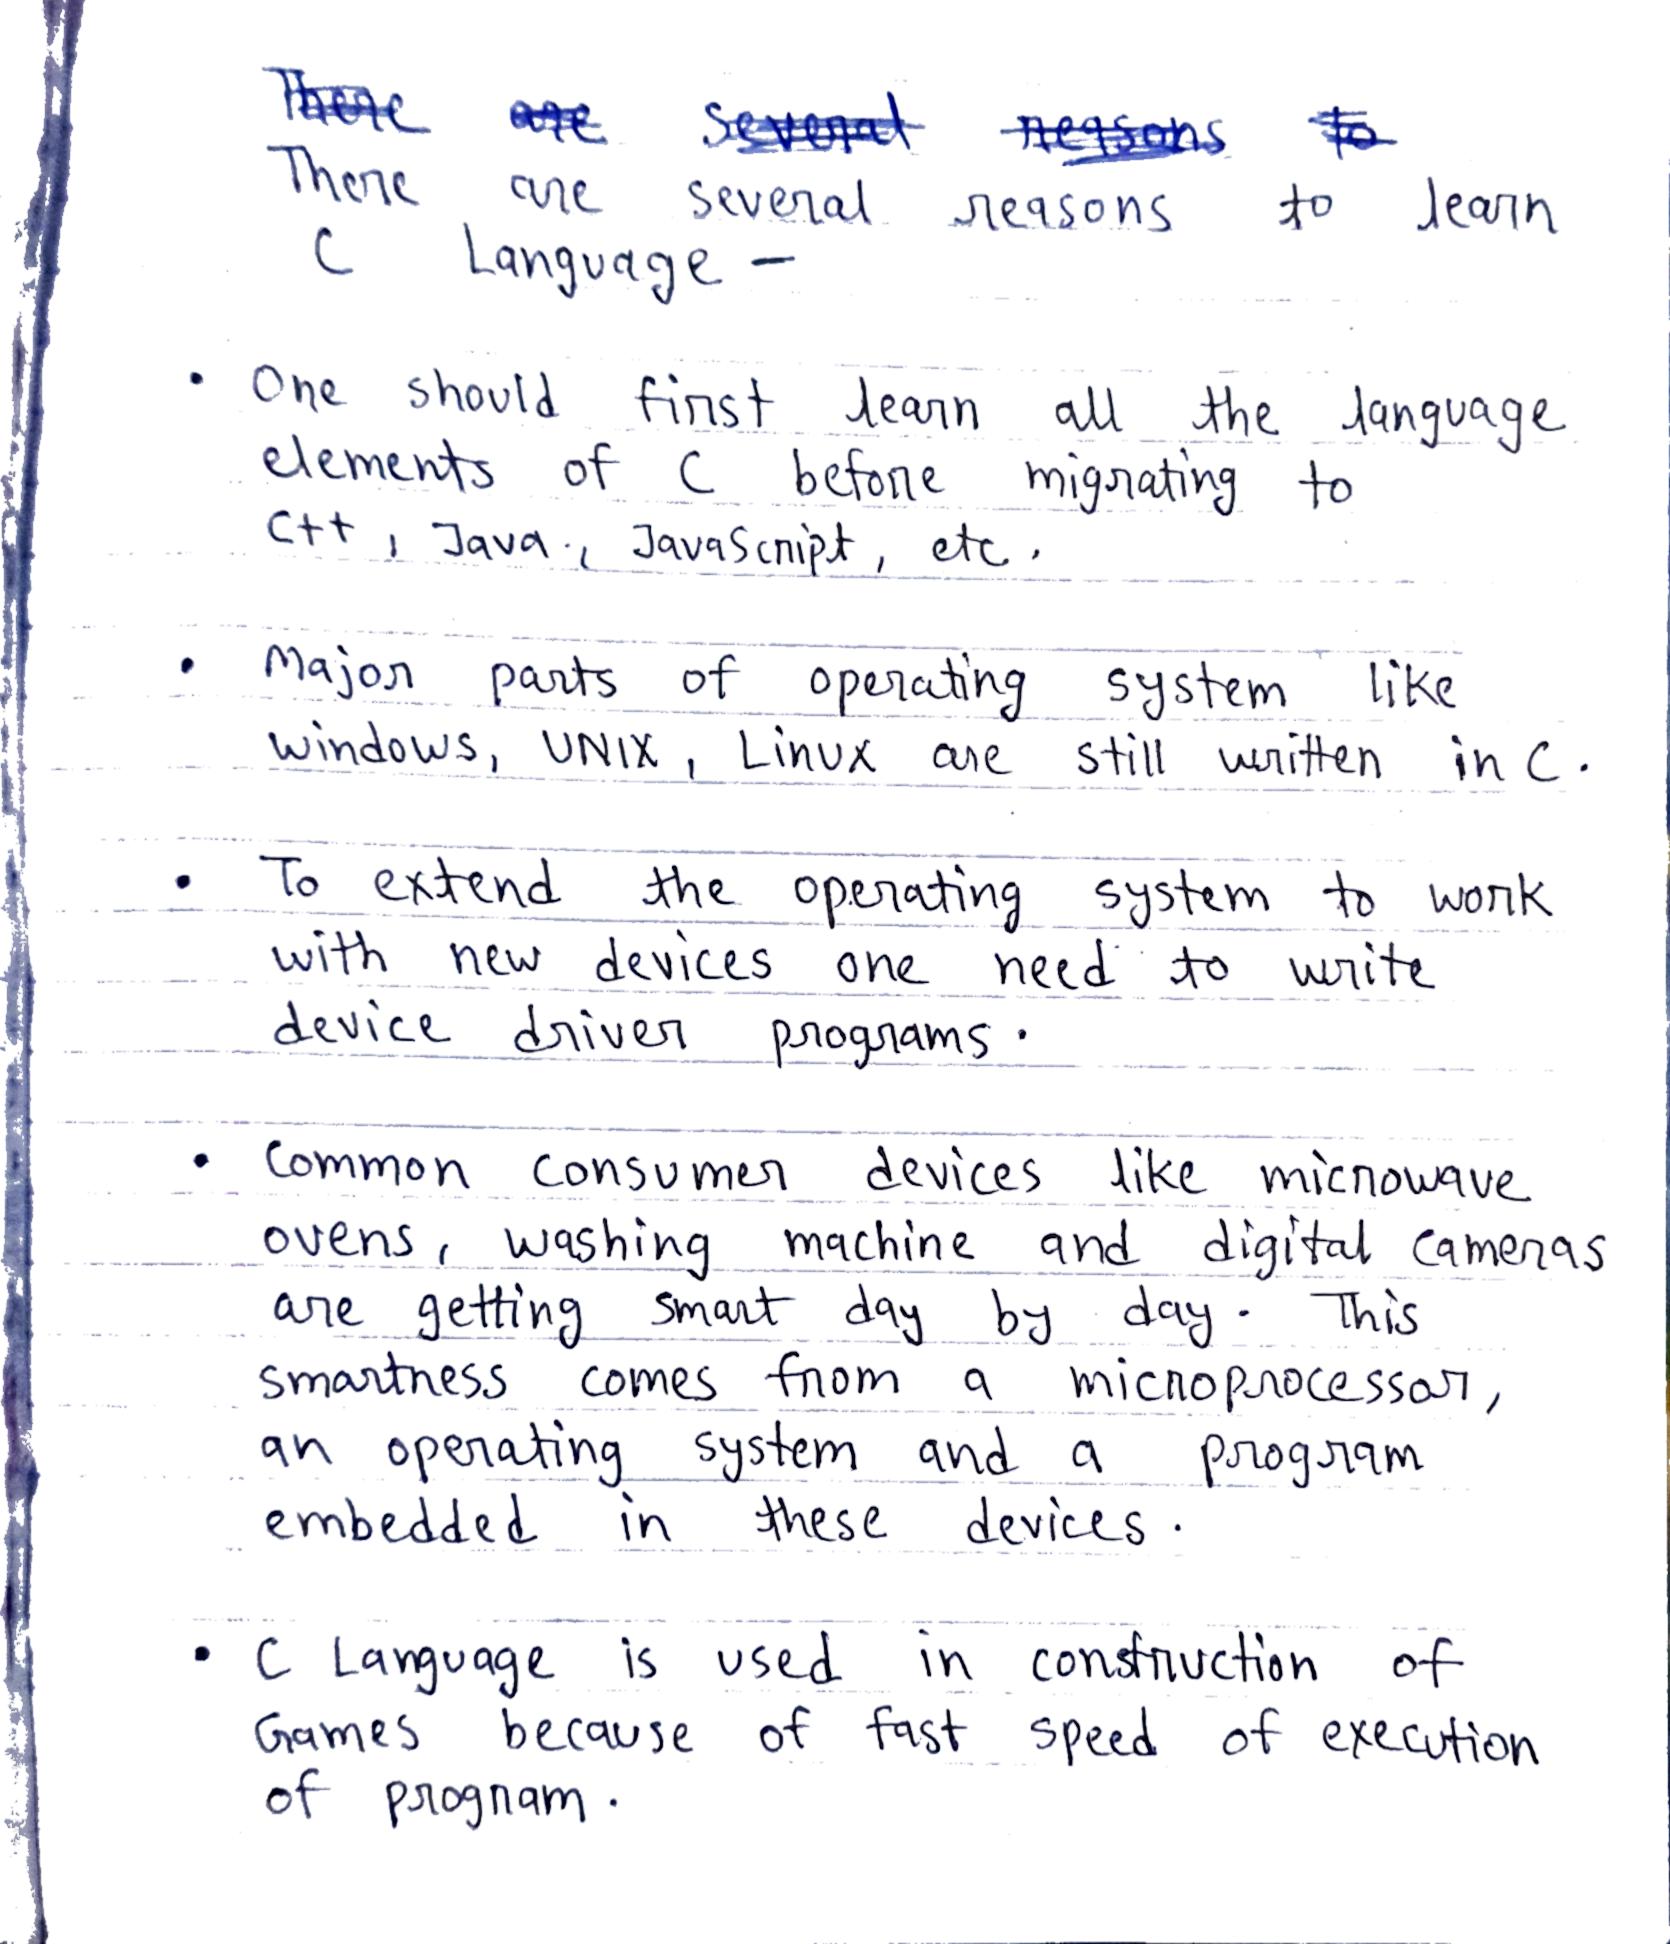 There are several reasons to
There are several reasons to learn
C Language -
• One should first learn all the language
elements of C before migrating to
C++, Java, JavaScript, etc.
• Major parts of operating system like
windows, UNIX, Linux are still written in C.
• To extend the operating system to work
with new devices one need to write
device driver programs.
• Common consumer devices like microwave
ovens, washing machine and digital cameras
are getting smart day by day. This
smartness comes from a microprocessor,
an operating system and a program
embedded in these devices.
• C Language is used in construction of
Games because of fast speed of execution
of program.